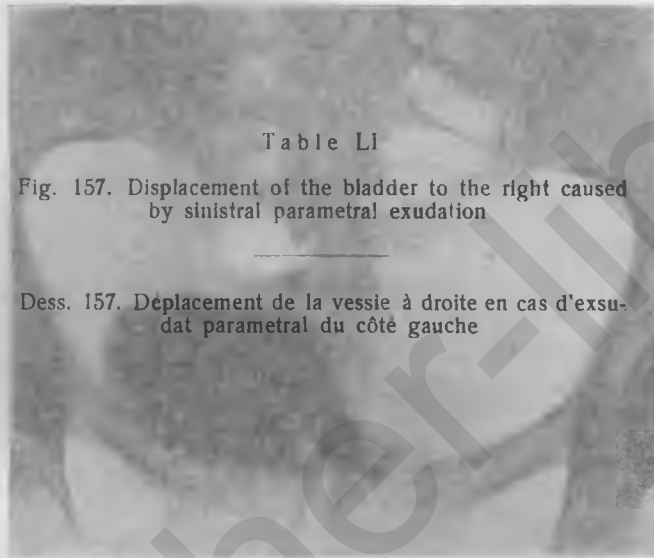 Table LI
Fig. 157. Displacement of the bladder to the right caused
by sinistral parametral exudation
Dess. 157. Déplacement de la vessie à droite en cas d'exsu-
dat parametral du côté gauche